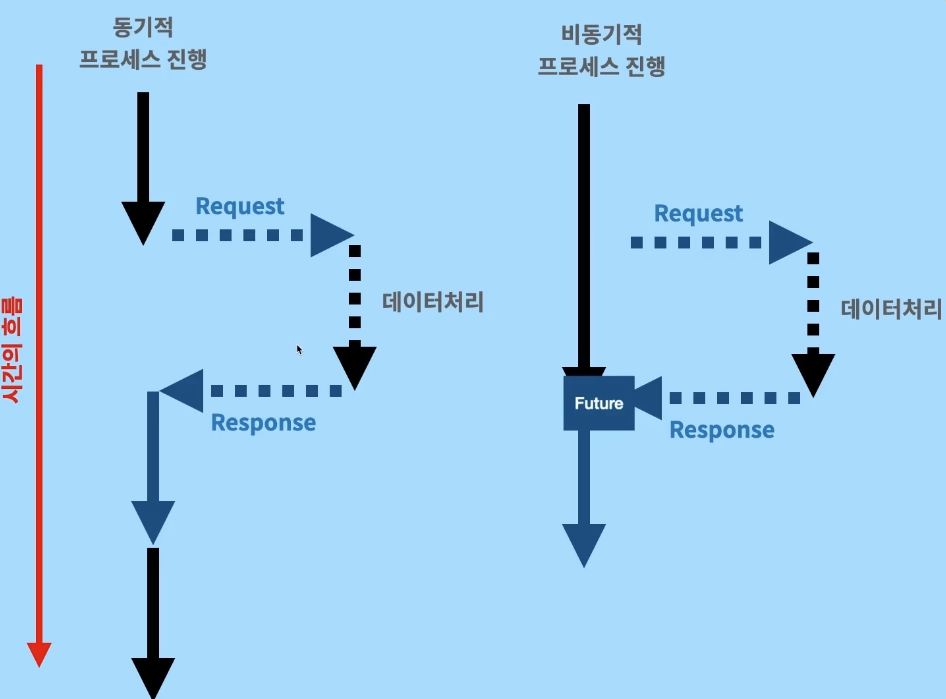 동기적
프로세스 진행
비동기적
프로세스 진행
시간의 흐름
Request
데이터처리
Response
Request
데이터처리
Future
Response